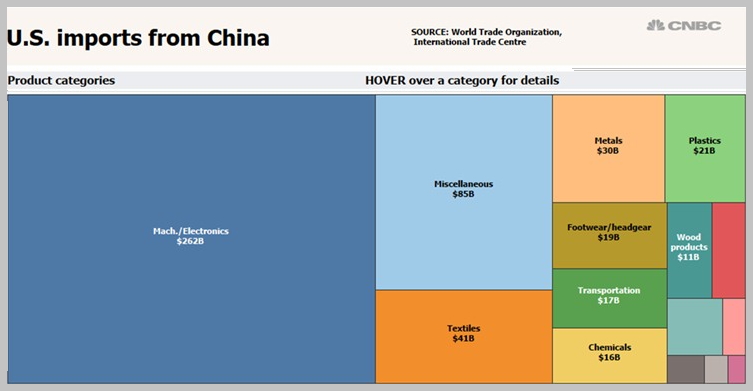 U.S. imports from China
SOURCE: World Trade Organization,
International Trade Centre
CNBC
Product categories
HOVER over a category for details
Mach./Electronics
$262B
Miscellaneous
$85B
Textiles
$41B
Metals
$30B
Plastics
$21B
Footwear/headgear
$19B
Wood
products
$11B
Transportation
$17B
Chemicals
$16B